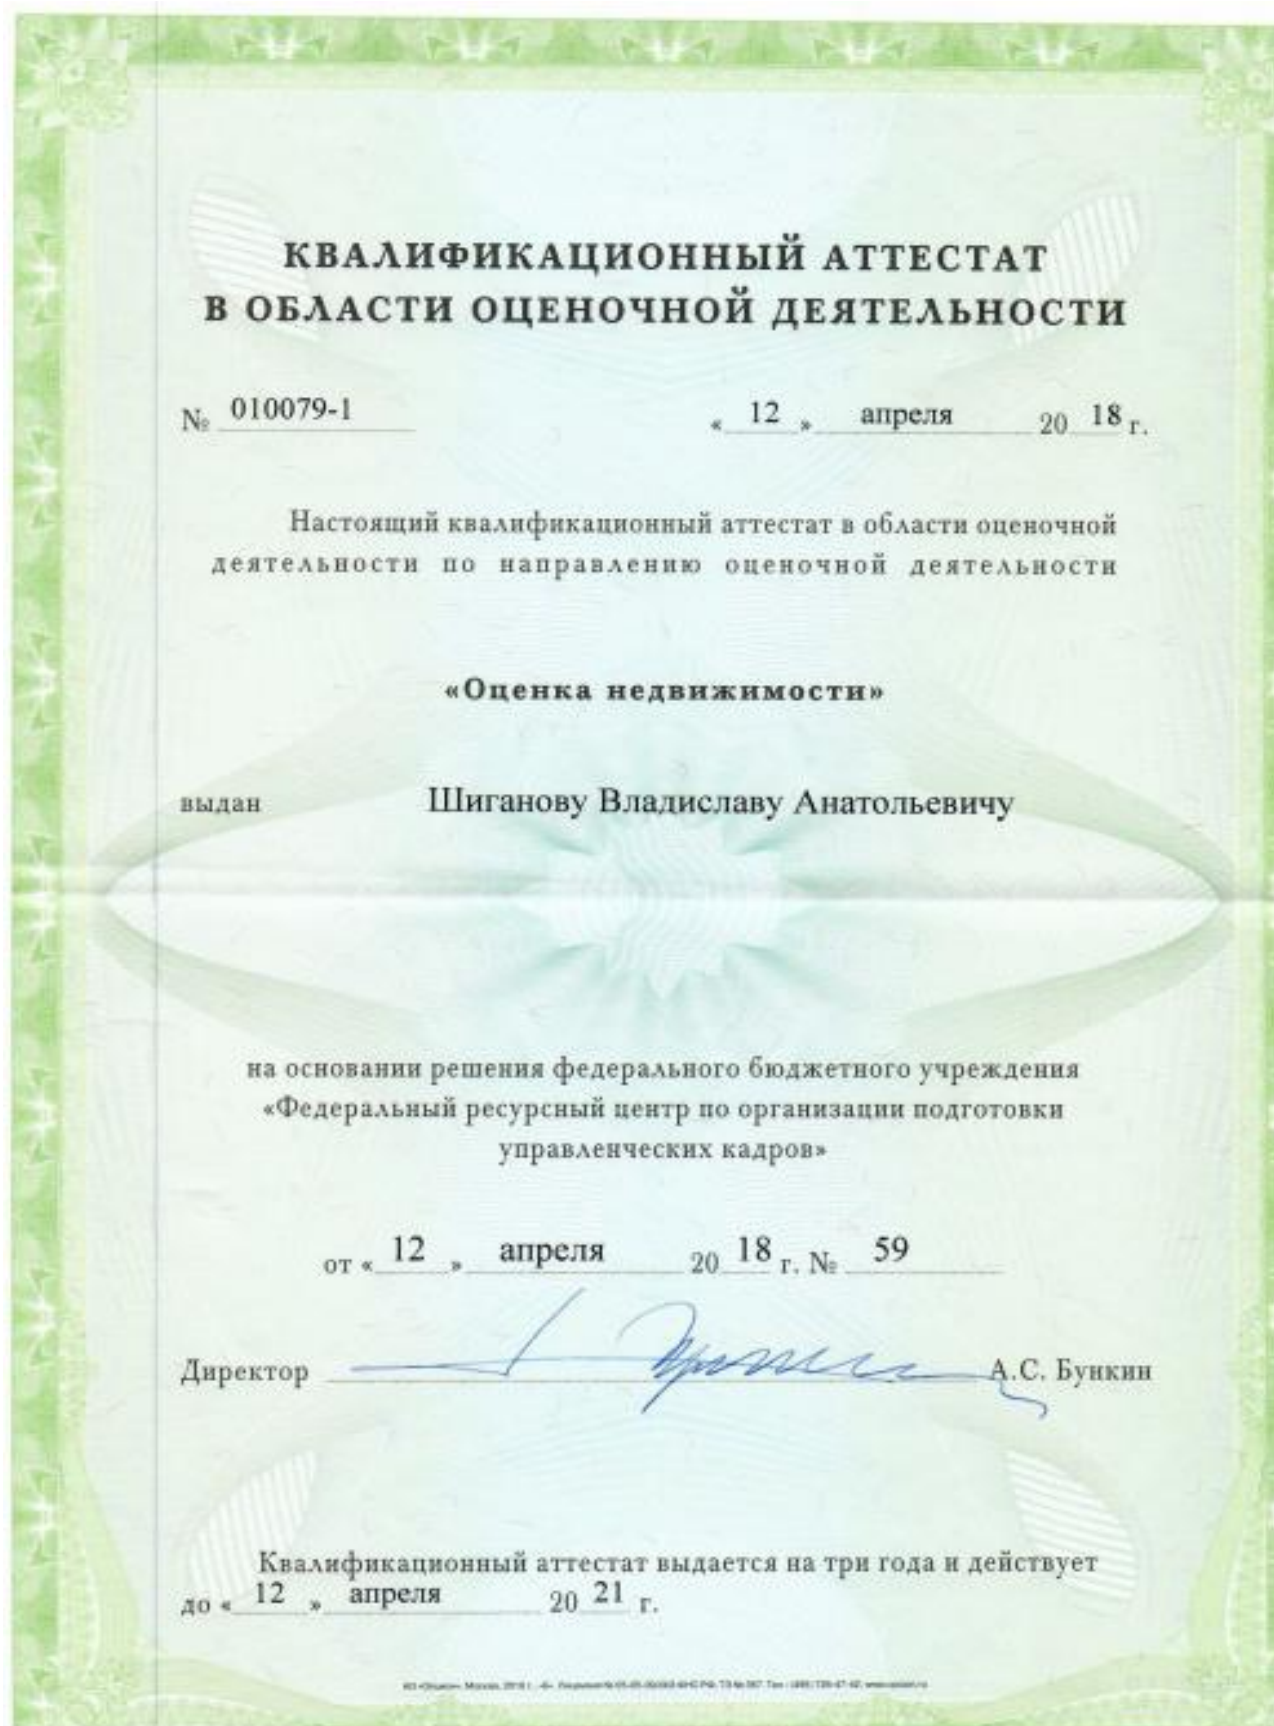 КВАЛИФИКАЦИОННЫЙ АТТЕСТАТ
В ОБЛАСТИ ОЦЕНОЧНОЙ ДЕЯТЕЛЬНОСТИ
№ 010079-1 « 12 » апреля 20 18 г.
Настоящий квалификационный аттестат в области оценочной
деятельности по направлению оценочной деятельности
«Оценка недвижимости»
выдан Шиганову Владиславу Анатольевичу
на основании решения федерального бюджетного учреждения
«Федеральный ресурсный центр по организации подготовки
управленческих кадров»
от « 12 » апреля 20 18 г. № 59
Директор А.С. Бункин
Квалификационный аттестат выдается на три года и действует
до « 12 » апреля 20 21 г.